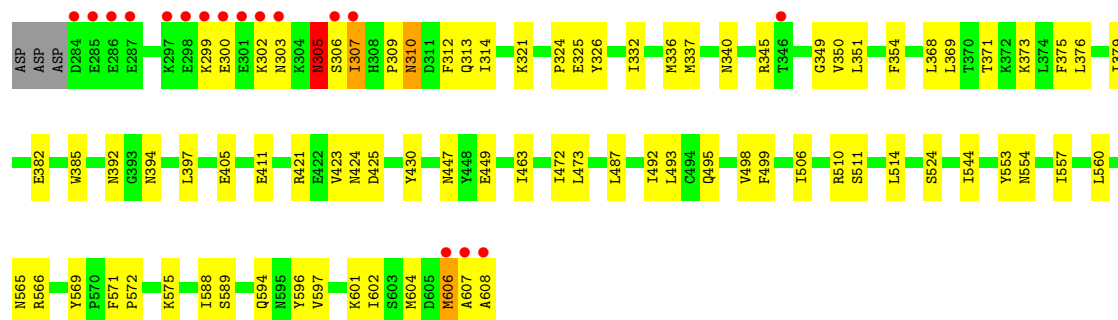 ASP ASP ASP D284 E285 E286 E287 K297 E298 K299 E300 E301 K302 N303 K304 N305 S306 I307 H308 P309 N310 D311 F312 Q313 I314 K321 P324 E325 Y326 I332 M336 M337 N340 R345 T346 G349 V350 L351 F354 L368 L369 T370 T371 K372 K373 L374 F375 L376
E382 W385 N392 G393 N394 L397 E405 E411 R421 E422 V423 N424 D425 Y430 N447 Y448 E449 I463 I472 L473 L487 I492 L493 C494 Q495 V498 F499 I506 R510 S511 L514 S524 I544 Y553 N554 I557 L560
N565 R566 Y569 P570 F571 P572 K575 I588 S589 Q594 N595 Y596 V597 K601 I602 S603 M604 D605 M606 A607 A608